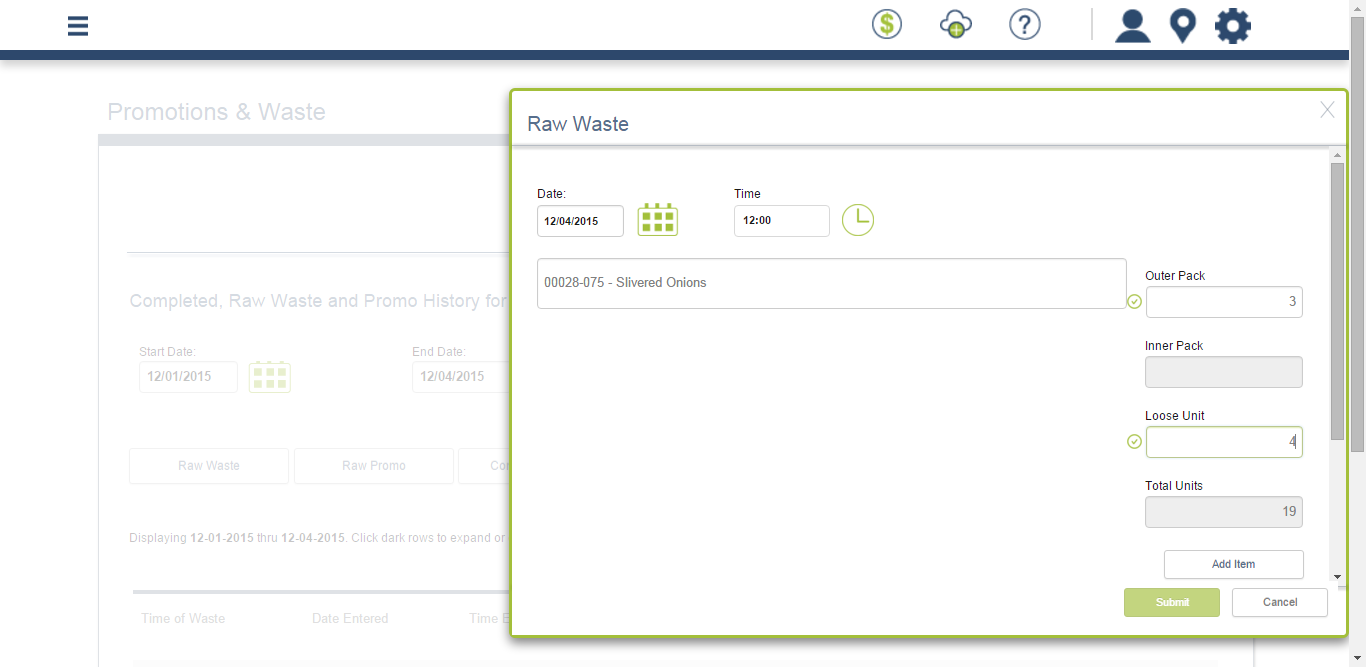 $
?
Promotions & Waste
Raw Waste
X
Date:
Time
12/04/2015
12:00
00028-075 - Slivered Onions
Outer Pack
3
Inner Pack
Loose Unit
4
Total Units
19
Add Item
Submit
Cancel
Completed, Raw Waste and Promo History for
Start Date:
End Date:
12/01/2015
12/04/2015
Raw Waste
Raw Promo
Displaying 12-01-2015 thru 12-04-2015. Click dark rows to expand or
Time of Waste
Date Entered
Time